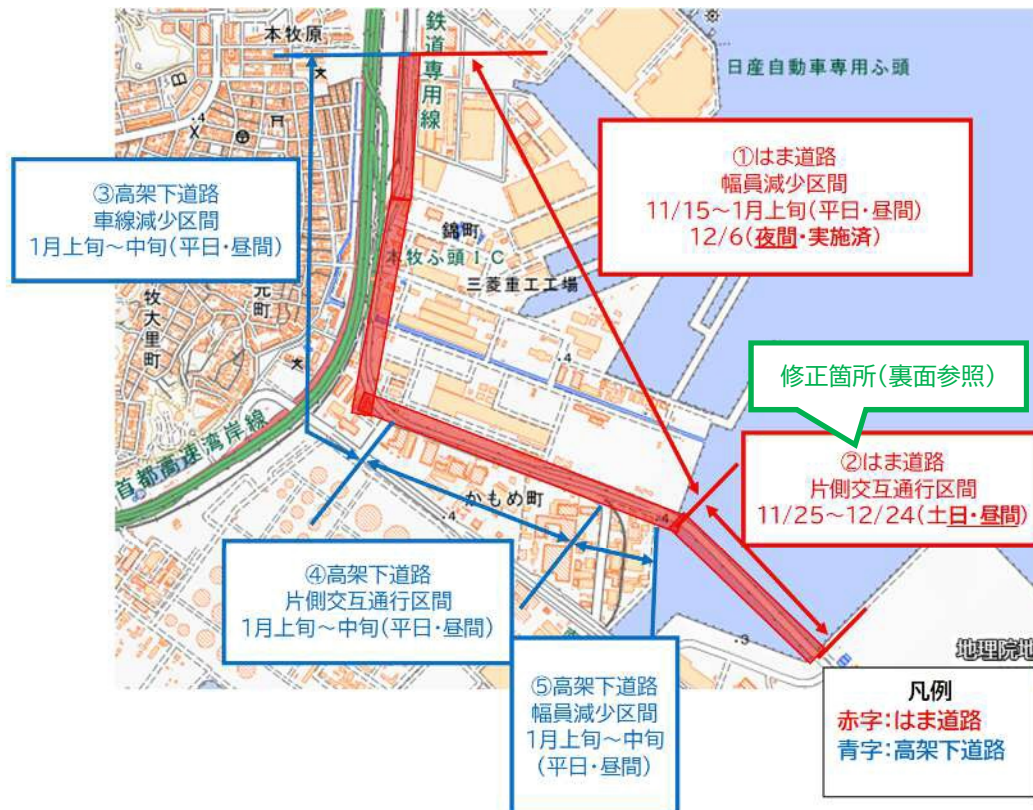 本牧原
鉄道専用線
日産自動車専用ふ頭
①はま道路
幅員減少区間
11/15～1月上旬(平日・昼間)
12/6(夜間・実施済)
③高架下道路
車線減少区間
1月上旬～中旬(平日・昼間)
錦町
本牧ふ頭IC
三菱重工工場
元町
牧大里町
首都高速湾岸線
修正箇所(裏面参照)
②はま道路
片側交互通行区間
11/25～12/24(土日・昼間)
かもめ町
④高架下道路
片側交互通行区間
1月上旬～中旬(平日・昼間)
⑤高架下道路
幅員減少区間
1月上旬～中旬
(平日・昼間)
地理院地
凡例
赤字:はま道路
青字:高架下道路
.4
.4
.4
.4
.3